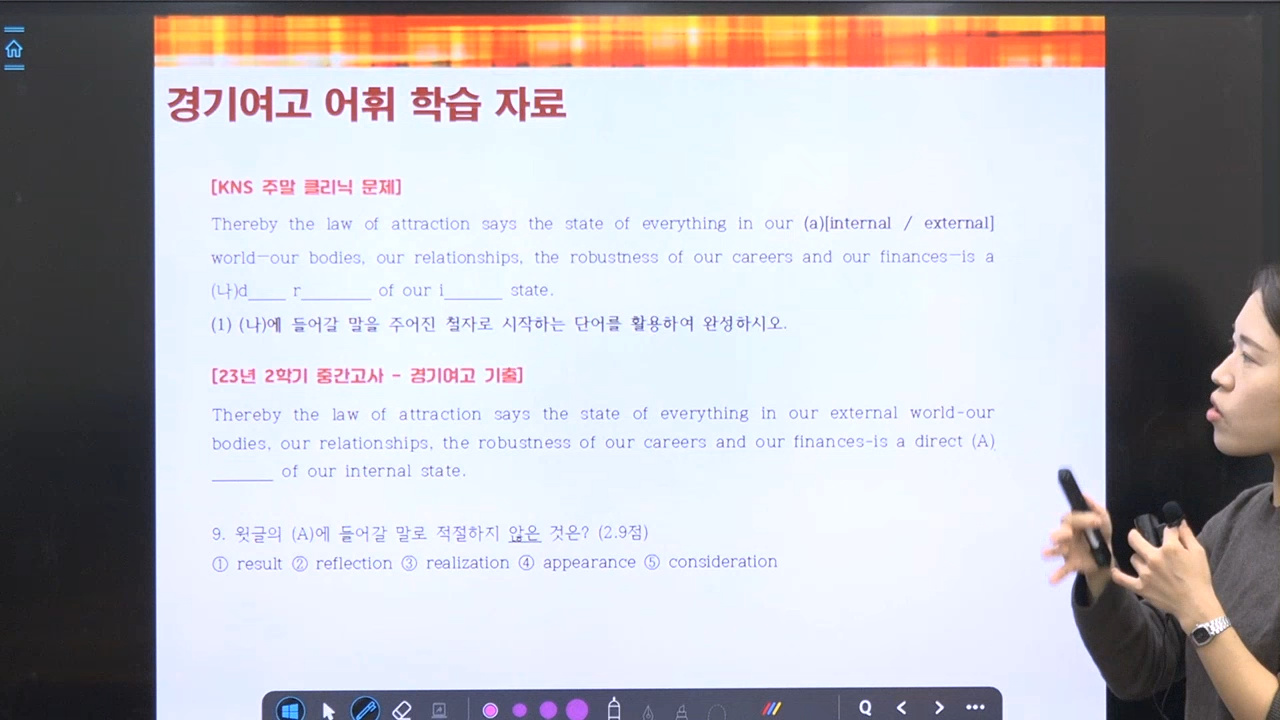 경기여고 어휘 학습 자료
[KNS 주말 클리닉 문제]
Thereby the law of attraction says the state of everything in our (a)[internal / external]
world—our bodies, our relationships, the robustness of our careers and our finances—is a
(나)d____ r_______ of our i______ state.
(1) (나)에 들어갈 말을 주어진 철자로 시작하는 단어를 활용하여 완성하시오.
[23년 2학기 중간고사 - 경기여고 기출]
Thereby the law of attraction says the state of everything in our external world-our
bodies, our relationships, the robustness of our careers and our finances-is a direct (A)
_______ of our internal state.
9. 윗글의 (A)에 들어갈 말로 적절하지 않은 것은? (2.9점)
① result ② reflection ③ realization ④ appearance ⑤ consideration